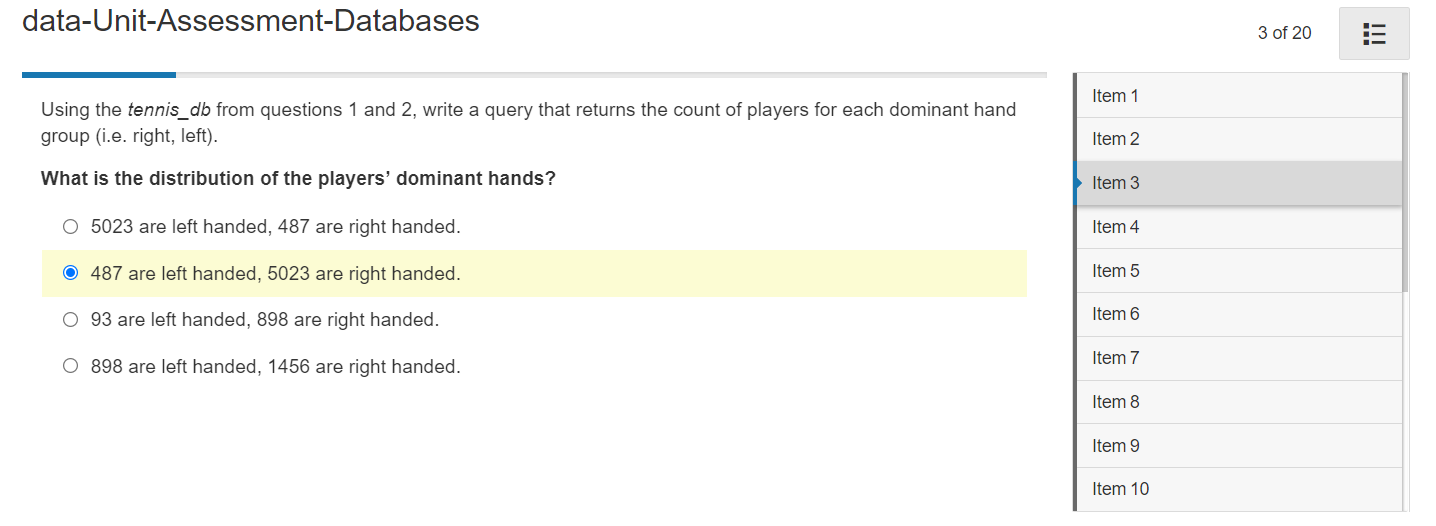 data-Unit-Assessment-Databases
3 of 20
Using the tennis_db from questions 1 and 2, write a query that returns the count of players for each dominant hand
group (i.e. right, left).
What is the distribution of the players’ dominant hands?
5023 are left handed, 487 are right handed.
487 are left handed, 5023 are right handed.
93 are left handed, 898 are right handed.
898 are left handed, 1456 are right handed.
Item 1
Item 2
Item 3
Item 4
Item 5
Item 6
Item 7
Item 8
Item 9
Item 10